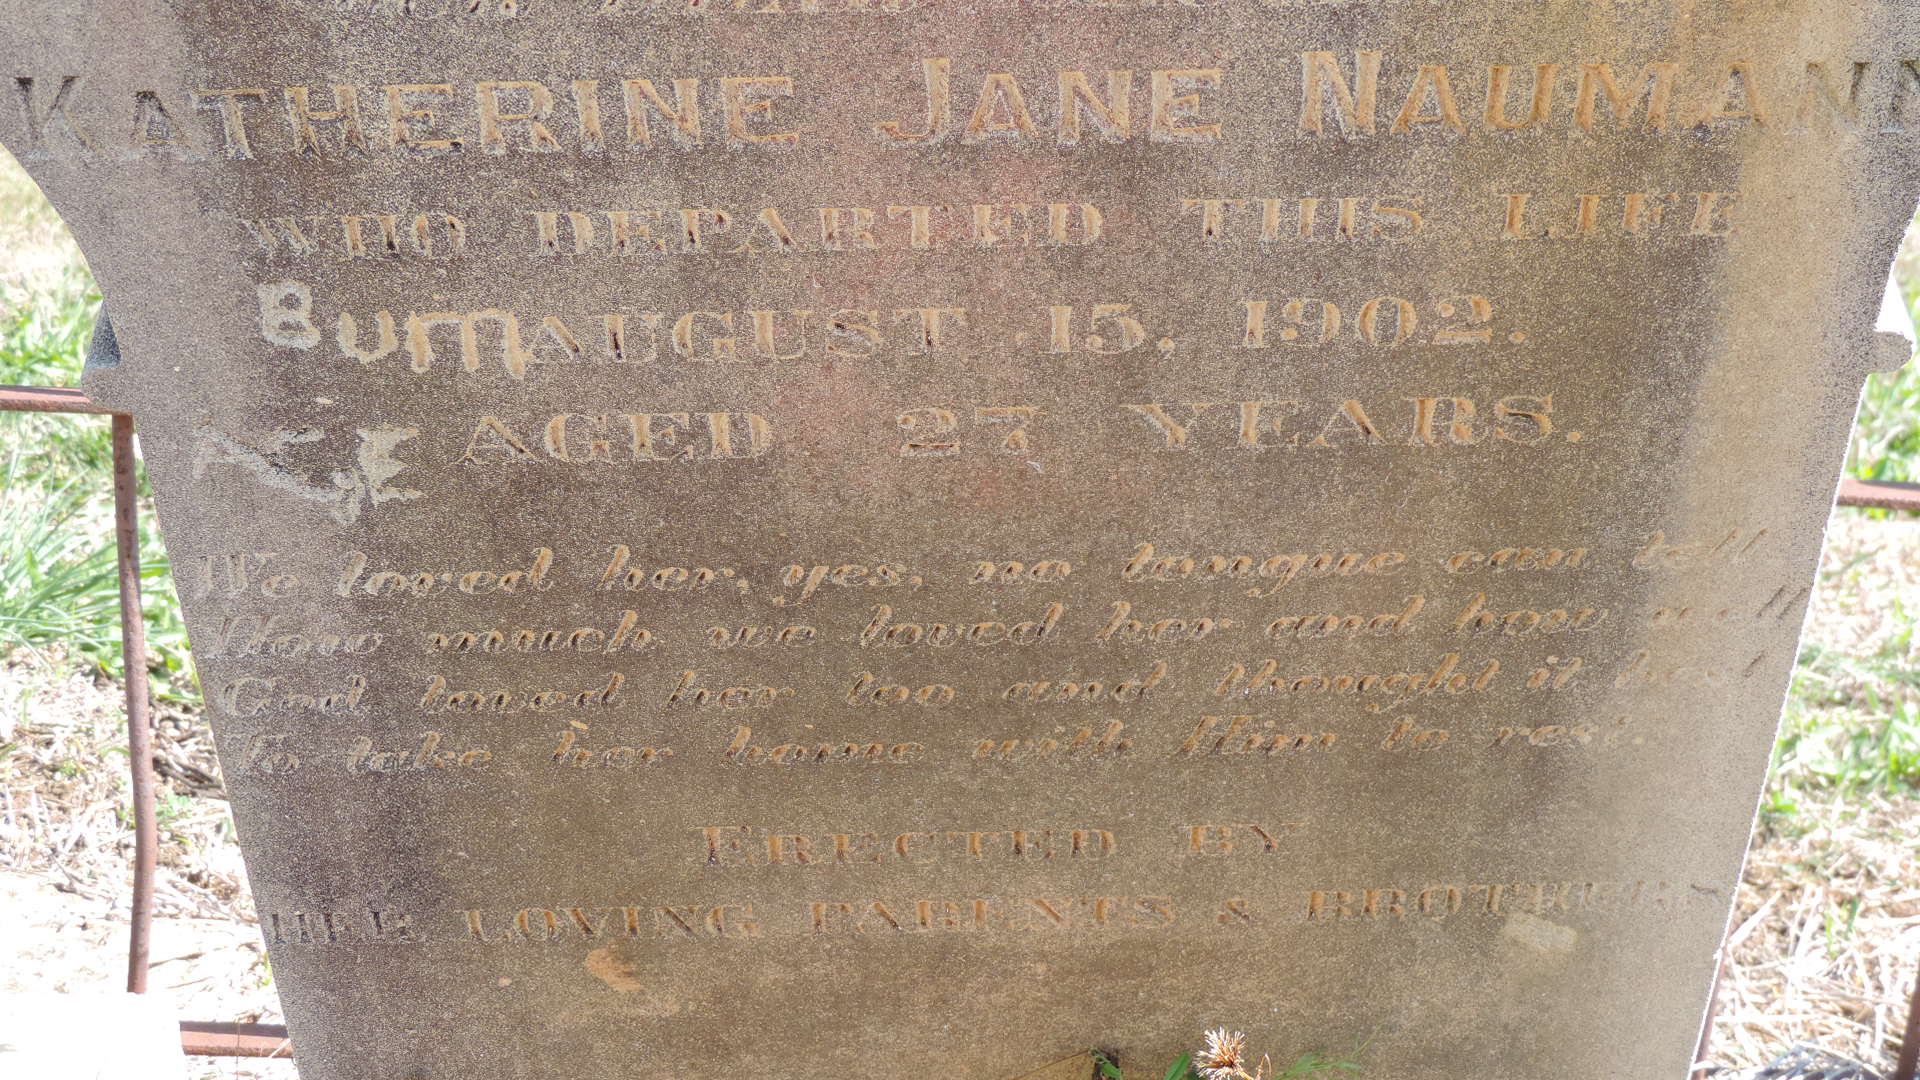 KATHERINE JANE NAUMANN
WHO DEPARTED THIS LIFE
Burn AUGUST 15, 1902.
AgE AGED 27 YEARS.
We loved her, yes, no tongue can tell
How much we loved her and how well
God loved her too and thought it best
To take her home with Him to rest.
ERECTED BY
HER LOVING PARENTS & BROTHERS